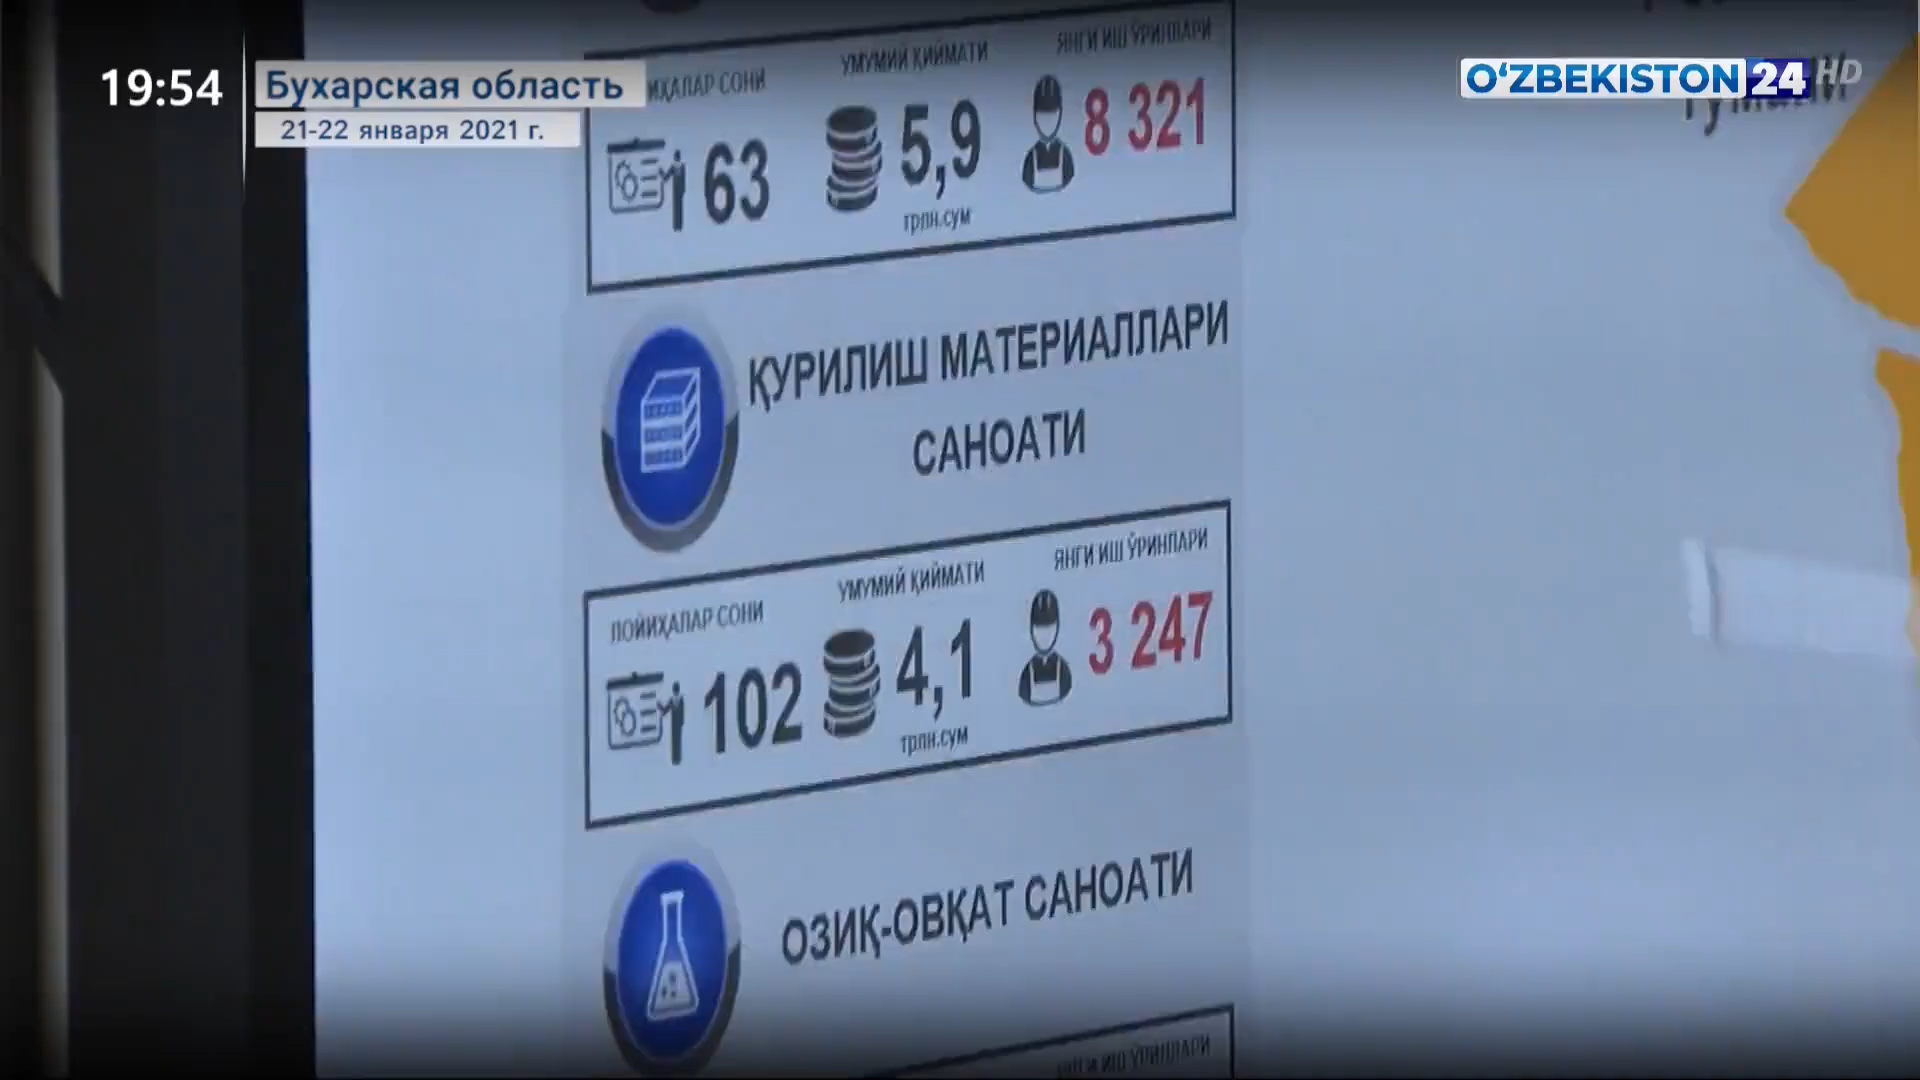 19:54
Бухарская область
21-22 января 2021 г.
O‘ZBEKISTON 24 HD
УМУМИЙ ҚИЙМАТИ
ЯНГИ ИШ ЎРИНЛАРИ
СОНИ
63
5,9
трлн.сум
8 321
ҚУРИЛИШ МАТЕРИАЛЛАРИ
САНОАТИ
ЛОЙИҲАЛАР СОНИ
УМУМИЙ ҚИЙМАТИ
ЯНГИ ИШ ЎРИНЛАРИ
102
4,1
трлн.сум
3 247
ОЗИҚ-ОВҚАТ САНОАТИ
ЯНГИ ИШ ЎРИНЛАРИ